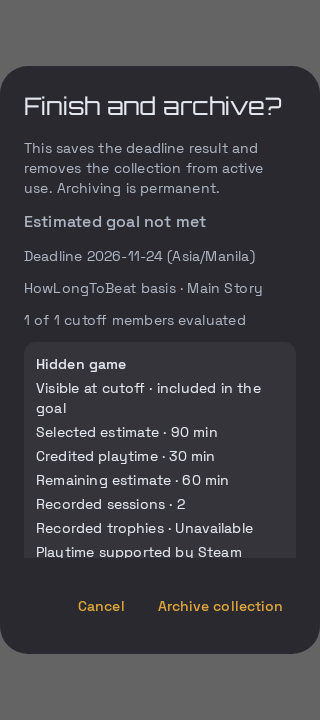 Finish and archive?
This saves the deadline result and
removes the collection from active
use. Archiving is permanent.
Estimated goal not met
Deadline 2026-11-24 (Asia/Manila)
HowLongToBeat basis · Main Story
1 of 1 cutoff members evaluated
Hidden game
Visible at cutoff · included in the
goal
Selected estimate · 90 min
Credited playtime · 30 min
Remaining estimate · 60 min
Recorded sessions · 2
Recorded trophies · Unavailable
Playtime supported by Steam
Cancel
Archive collection